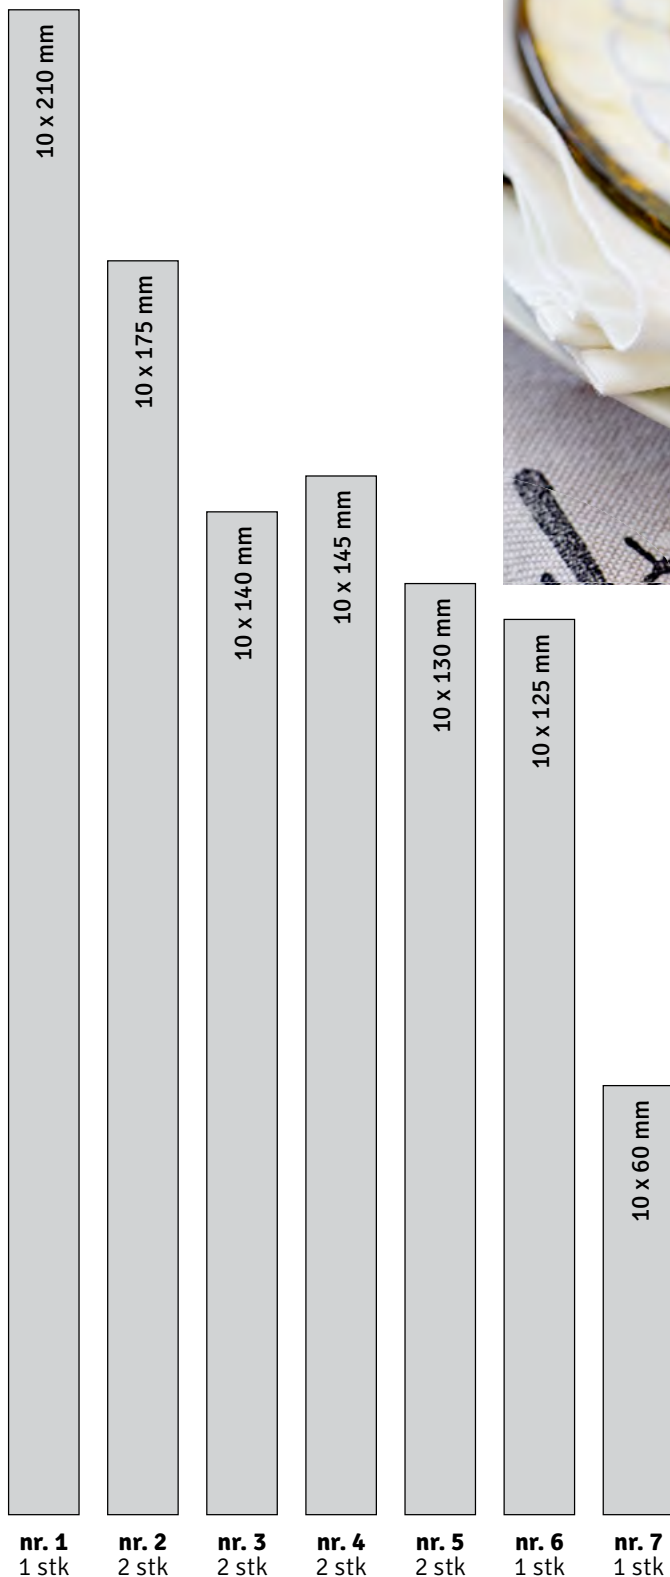 10 x 210 mm
10 x 175 mm
10 x 140 mm
10 x 145 mm
10 x 130 mm
10 x 125 mm
10 x 60 mm
nr. 1
1 stk
nr. 2
2 stk
nr. 3
2 stk
nr. 4
2 stk
nr. 5
2 stk
nr. 6
1 stk
nr. 7
1 stk